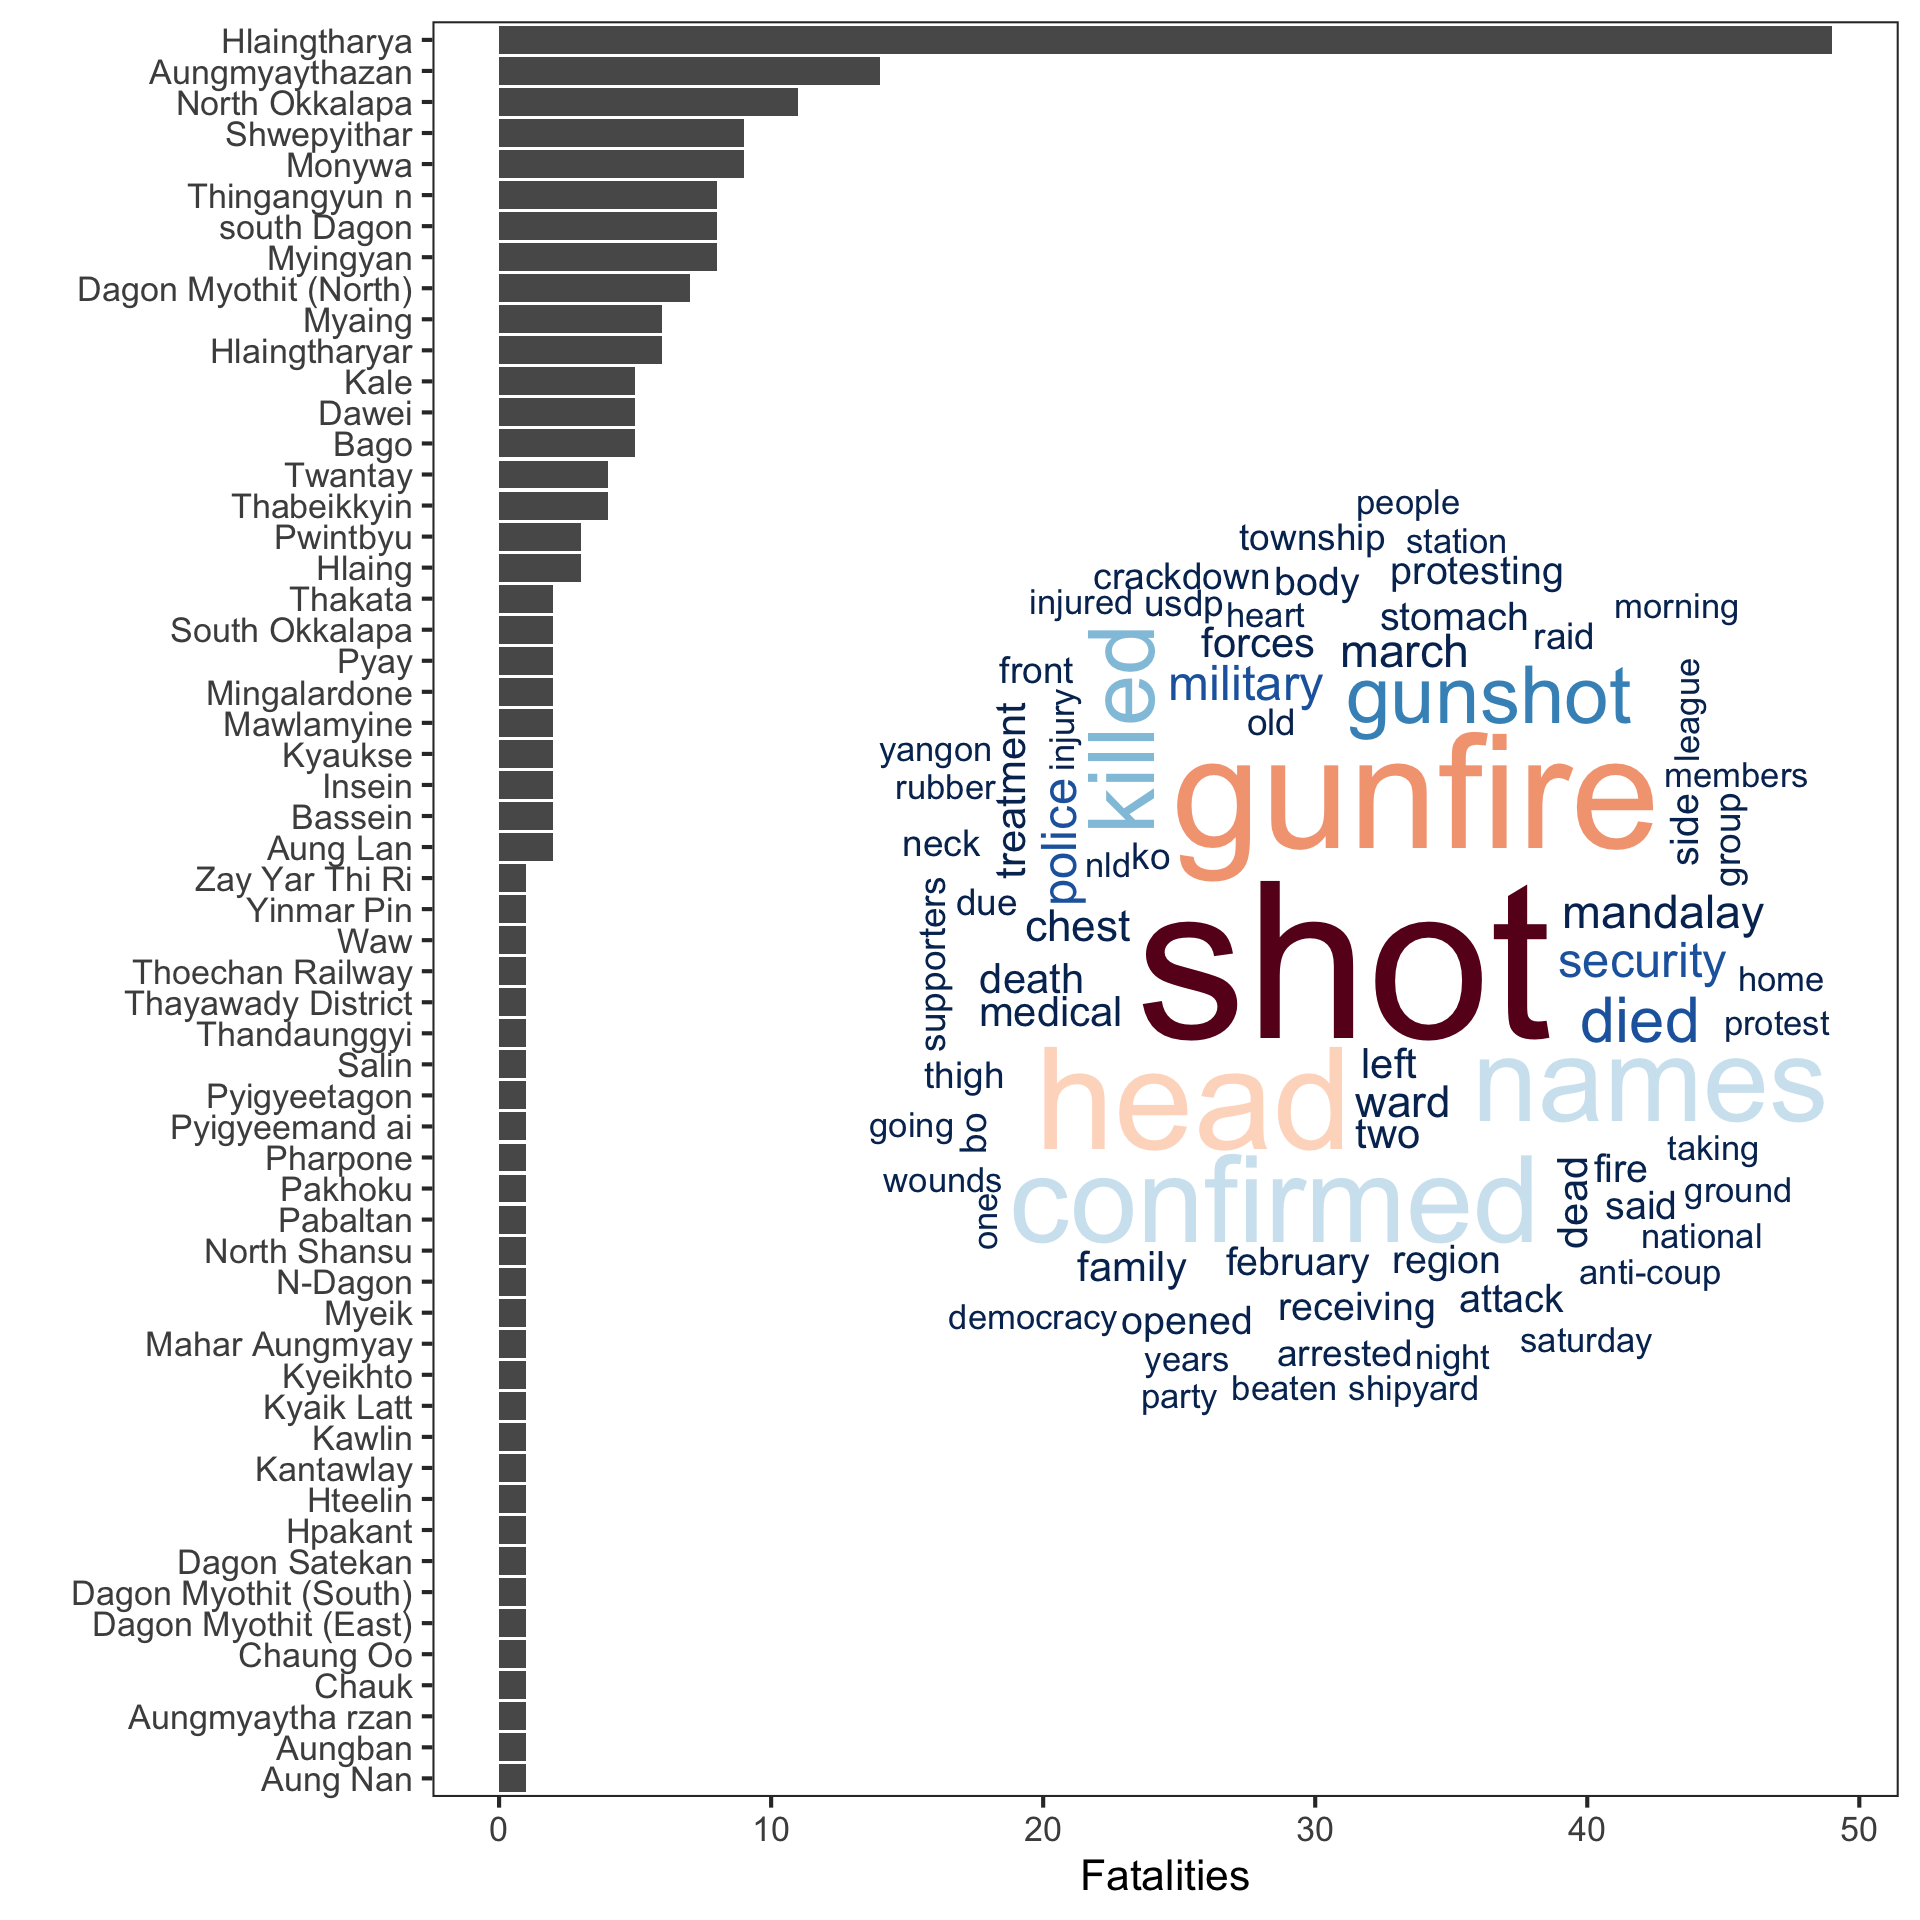 Hlaingtharya
Aungmyaythazan
North Okkalapa
Shwepyithar
Monywa
Thingangyun n
south Dagon
Myingyan
Dagon Myothit (North)
Myaing
Hlaingtharyar
Kale
Dawei
Bago
Twantay
Thabeikkyin
Pwintbyu
Hlaing
Thakata
South Okkalapa
Pyay
Mingalardone
Mawlamyine
Kyaukse
Insein
Bassein
Aung Lan
Zay Yar Thi Ri
Yinmar Pin
Waw
Thoechan Railway
Thayawady District
Thandaunggyi
Salin
Pyigyeetagon
Pyigyeemand ai
Pharpone
Pakhoku
Pabaltan
North Shansu
N-Dagon
Myeik
Mahar Aungmyay
Kyeikhto
Kyaik Latt
Kawlin
Kantawlay
Hteelin
Hpakant
Dagon Satekan
Dagon Myothit (South)
Dagon Myothit (East)
Chaung Oo
Chauk
Aungmyaytha rzan
Aungban
Aung Nan
people
township
station
crackdown
body
protesting
injured
usdp
heart
stomach
morning
forces
march
raid
front
killed
military
gunshot
league
old
treatment
injury
yangon
rubber
police
gunfire
members
side
group
neck
nld
ko
supporters
due
chest
shot
mandalay
security
death
medical
home
died
protest
thigh
head
left
names
ward
two
going
bo
taking
wounds
one
confirmed
dead
fire
said
ground
national
family
february
region
anti-coup
democracy
opened
receiving
attack
saturday
years
arrested
night
party
beaten
shipyard
0 10 20 30 40 50
Fatalities